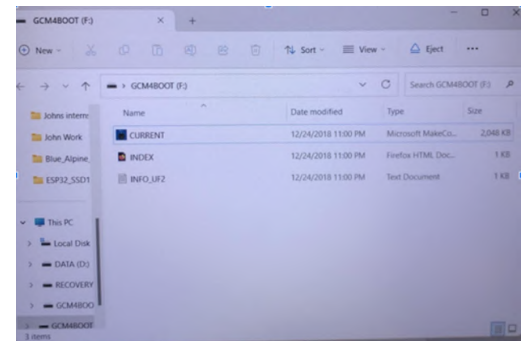 GCM4BOOT (F:)
New
Sort
View
Eject
GCM4BOOT (F:)
Search GCM4BOOT (F:)
Name
Date modified
Type
Size
CURRENT
12/24/2018 11:00 PM
Microsoft MakeCo...
2,048 KB
INDEX
12/24/2018 11:00 PM
Firefox HTML Doc...
1 KB
INFO_UF2
12/24/2018 11:00 PM
Text Document
1 KB
Johns interne
John Work
Blue_Alpine_
ESP32_SSD1
This PC
Local Disk
DATA (D:)
RECOVERY
GCM4BOO
GCM4BOOT
3 items